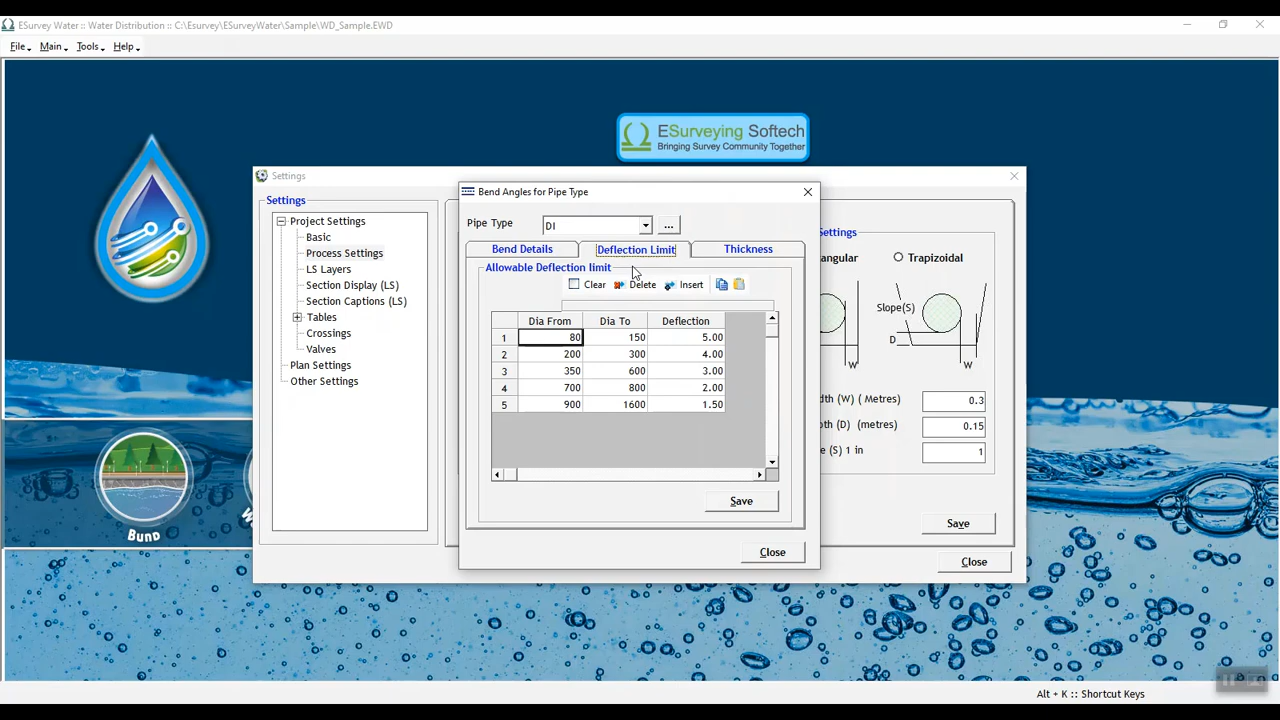 ESurvey Water :: Water Distribution :: C:\Esurvey\ESurveyWater\Sample\WD_Sample.EWD
File Main Tools Help
ESurveying Softech
Bringing Survey Community Together
Settings
Settings
Project Settings
Basic
Process Settings
LS Layers
Section Display (LS)
Section Captions (LS)
Tables
Crossings
Valves
Plan Settings
Other Settings
Bend Angles for Pipe Type
Pipe Type DI ...
Bend Details Deflection Limit Thickness
Allowable Deflection limit
Clear Delete Insert
Dia From Dia To Deflection
1 80 150 5.00
2 200 300 4.00
3 350 600 3.00
4 700 800 2.00
5 900 1600 1.50
Save
Close
Settings
angular Trapizoidal
Slope(S)
D
W W
dth (W) ( Metres) 0.3
pth (D) (metres) 0.15
e (S) 1 in 1
Save
Close
Bund
W
Alt + K :: Shortcut Keys